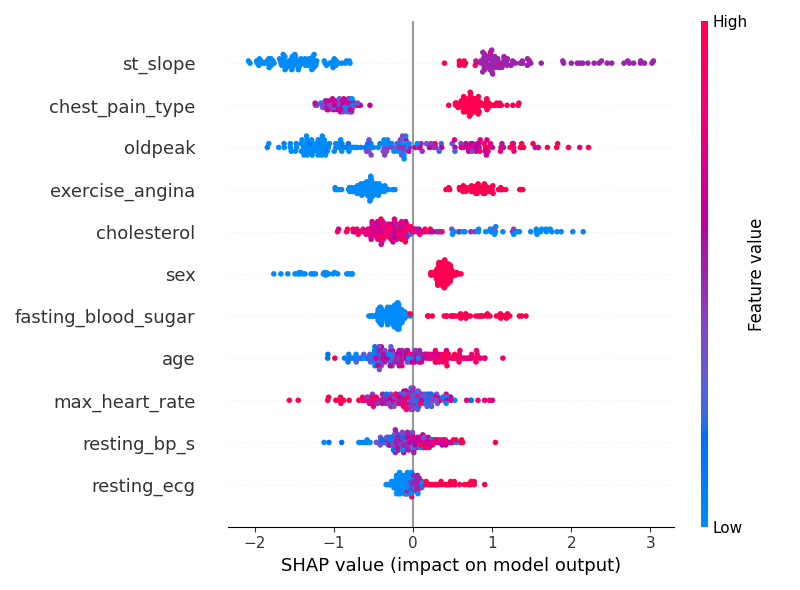 High
st_slope
chest_pain_type
oldpeak
exercise_angina
cholesterol
sex
fasting_blood_sugar
age
max_heart_rate
resting_bp_s
resting_ecg
Feature value
Low
−2 −1 0 1 2 3
SHAP value (impact on model output)